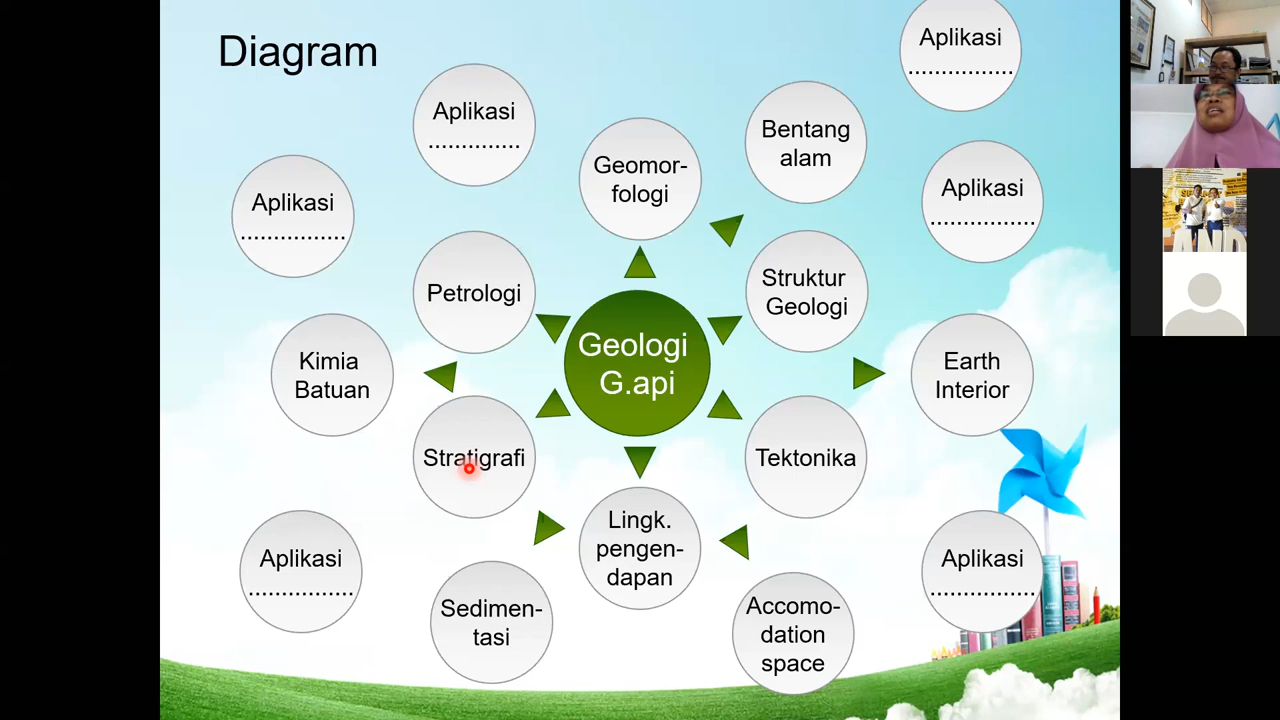 Diagram
Aplikasi
................
Aplikasi
..............
Bentang
alam
Geomor-
fologi
Aplikasi
................
Aplikasi
................
Petrologi
Struktur
Geologi
Geologi
G.api
Kimia
Batuan
Earth
Interior
Stratigrafi
Tektonika
Lingk.
pengen-
dapan
Aplikasi
................
Aplikasi
................
Sedimen-
tasi
Accomo-
dation
space
AND